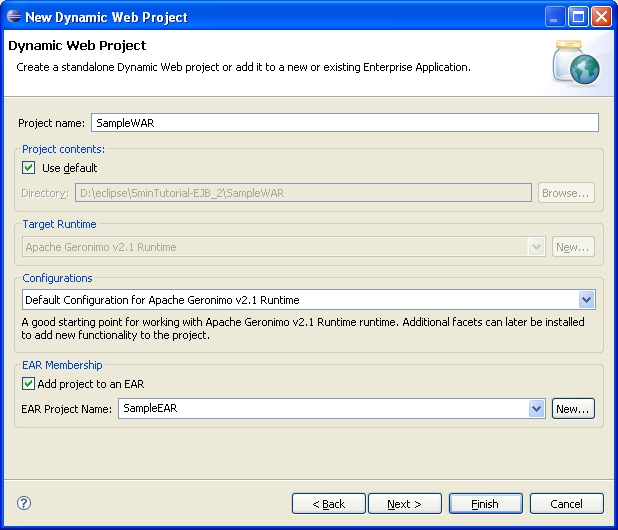 New Dynamic Web Project
Dynamic Web Project
Create a standalone Dynamic Web project or add it to a new or existing Enterprise Application.
Project name: SampleWAR
Project contents:
Use default
Directory: D:\eclipse\5minTutorial-EJB_2\SampleWAR Browse...
Target Runtime
Apache Geronimo v2.1 Runtime New...
Configurations
Default Configuration for Apache Geronimo v2.1 Runtime
A good starting point for working with Apache Geronimo v2.1 Runtime runtime. Additional facets can later be installed
to add new functionality to the project.
EAR Membership
Add project to an EAR
EAR Project Name: SampleEAR New...
? < Back Next > Finish Cancel